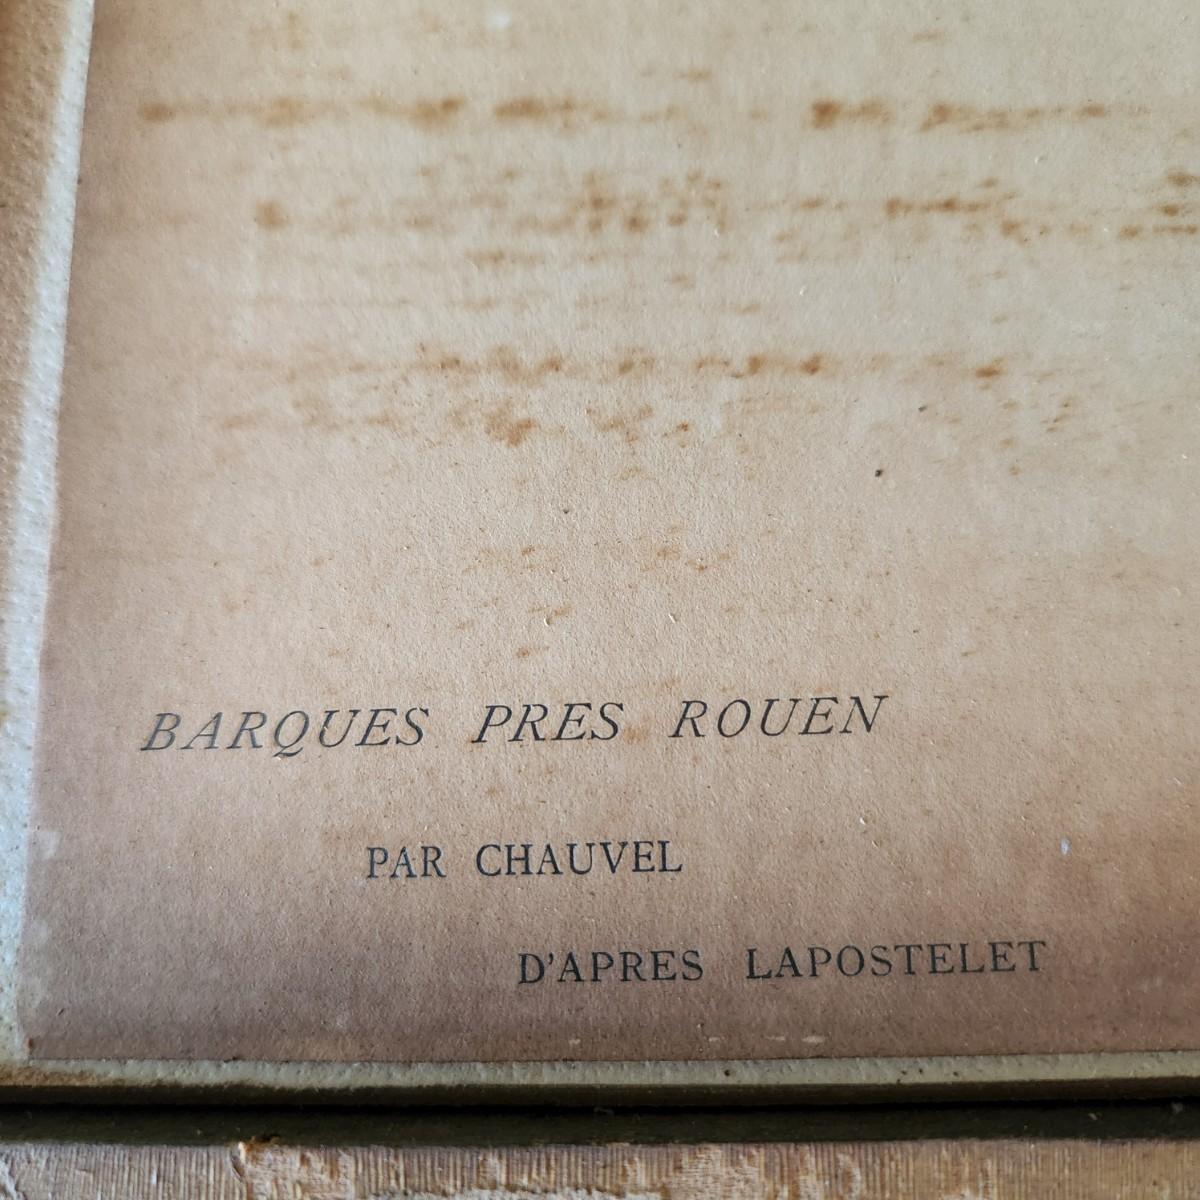 BARQUES PRES ROUEN
PAR CHAUVEL
D'APRES LAPOSTELET